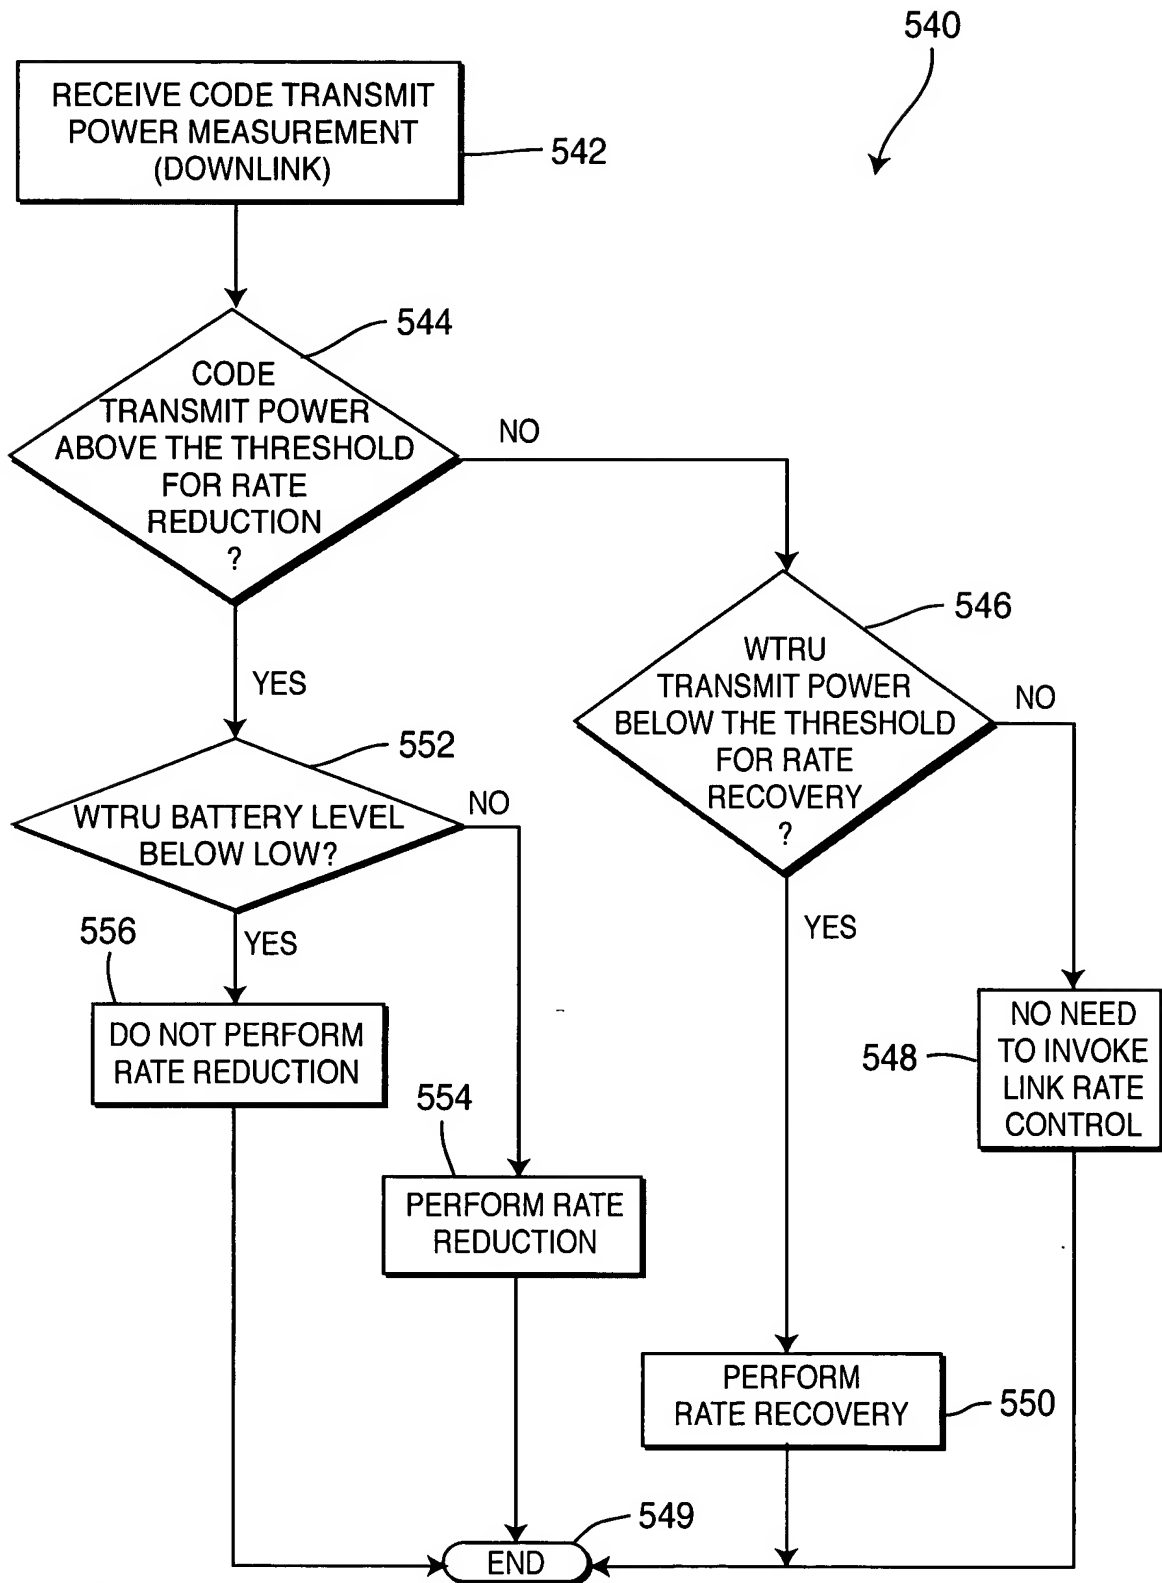 540
RECEIVE CODE TRANSMIT
POWER MEASUREMENT
(DOWNLINK)
542
544
CODE
TRANSMIT POWER
ABOVE THE THRESHOLD
FOR RATE
REDUCTION
?
NO
YES
546
WTRU
TRANSMIT POWER
BELOW THE THRESHOLD
FOR RATE
RECOVERY
?
NO
YES
552
WTRU BATTERY LEVEL
BELOW LOW?
NO
YES
556
DO NOT PERFORM
RATE REDUCTION
554
PERFORM RATE
REDUCTION
548
NO NEED
TO INVOKE
LINK RATE
CONTROL
PERFORM
RATE RECOVERY
550
549
END